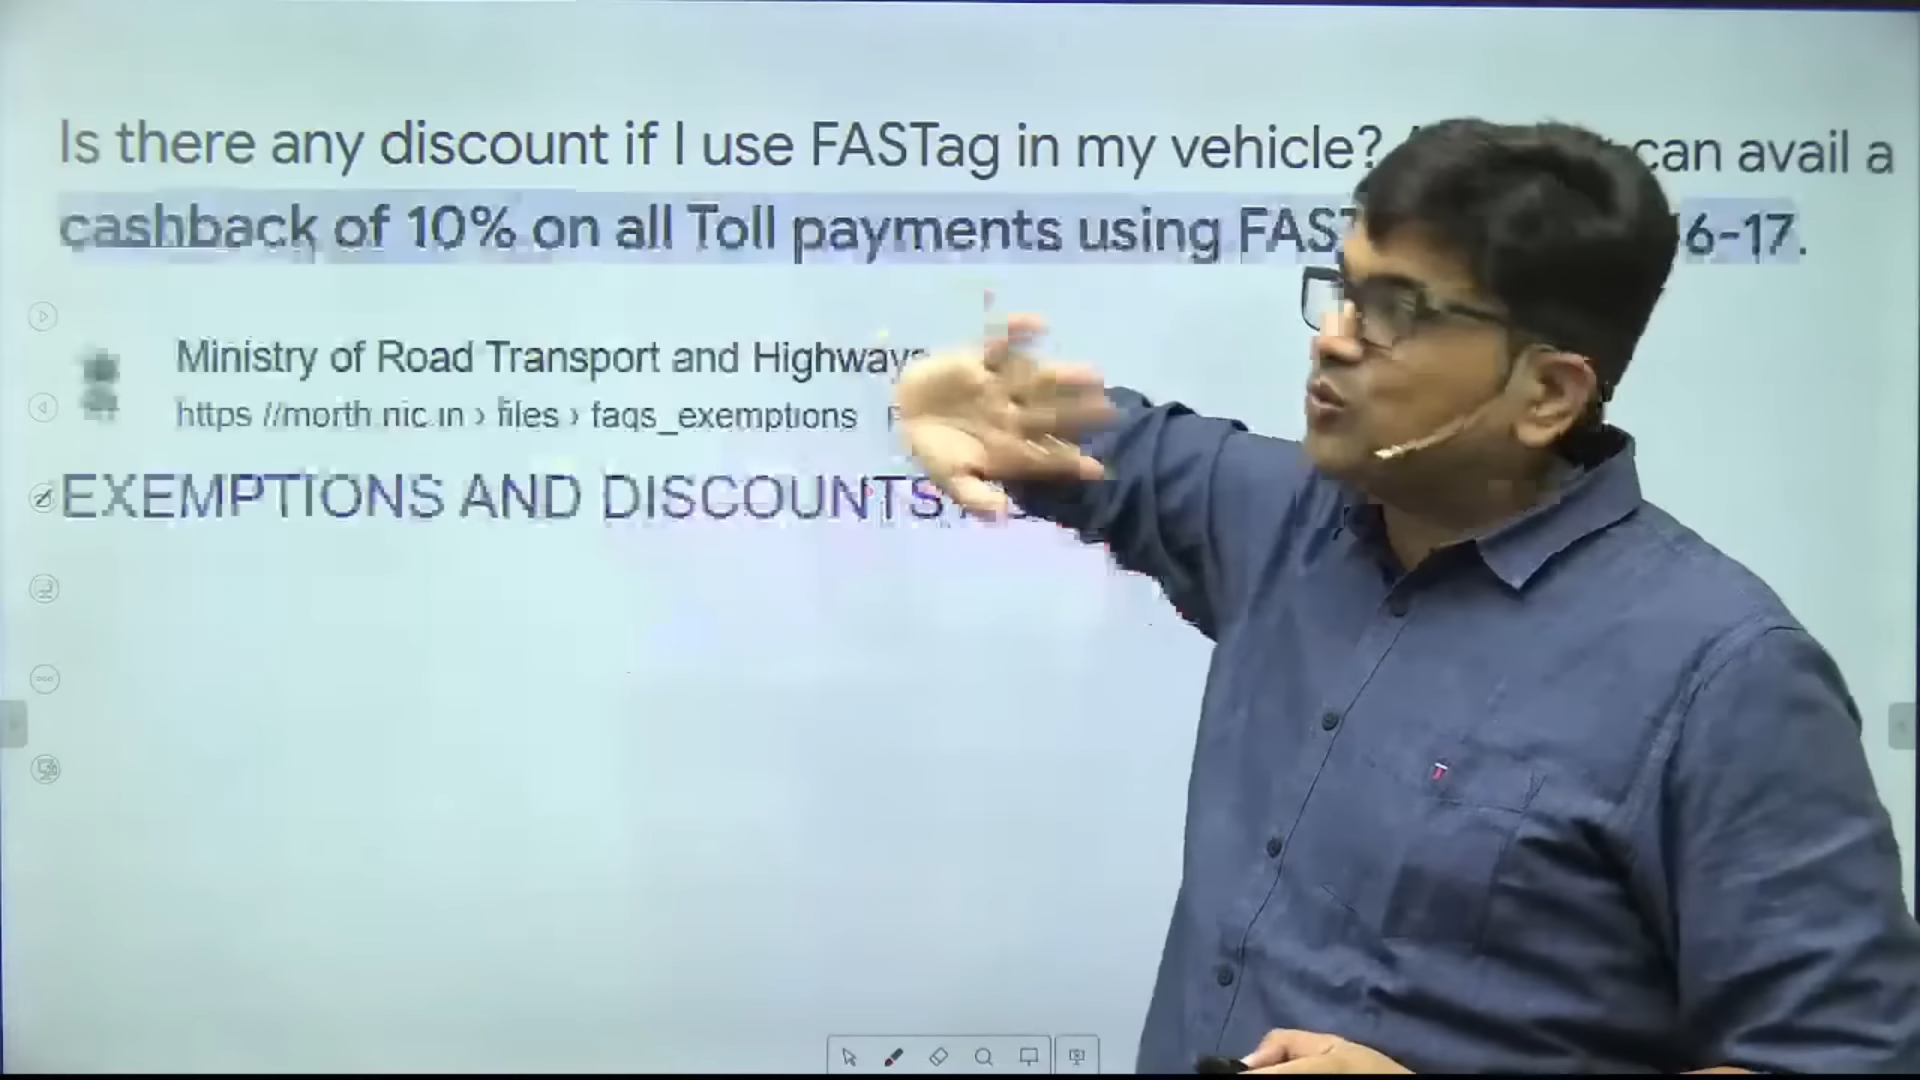 Is there any discount if I use FASTag in my vehicle? can avail a
cashback of 10% on all Toll payments using FAST 6-17.
Ministry of Road Transport and Highways
https //morth.nic.in › files › faqs_exemptions
EXEMPTIONS AND DISCOUNTS